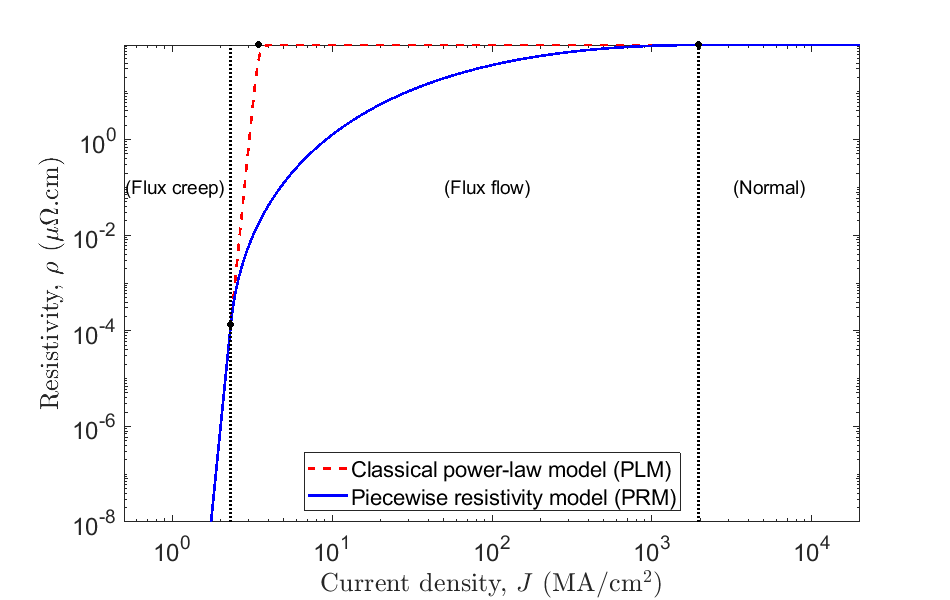 10^0
10^-2
10^-4
10^-6
10^-8
Resistivity, ρ (μΩ.cm)
(Flux creep)
(Flux flow)
(Normal)
Classical power-law model (PLM)
Piecewise resistivity model (PRM)
10^0
10^1
10^2
10^3
10^4
Current density, J (MA/cm^2)